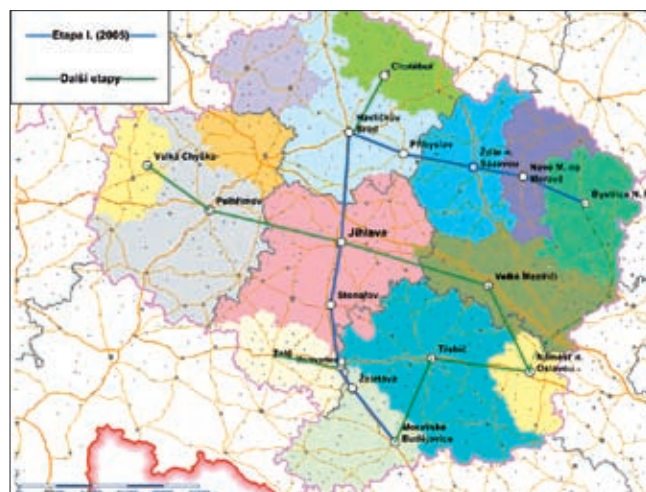 Etapa I. (2005)
Další etapy
Chotěboř
Havlíčkův
Brod
Přibyslav
Žďár n.
Sázavou
Nové M. na
Moravě
Bystřice n. P
Velká Chyška
Pelhřimov
Jihlava
Velké Meziříčí
Stonařov
Telč
Třebíč
Náměšť n.
Oslavou
Želetava
Moravské
Budějovice